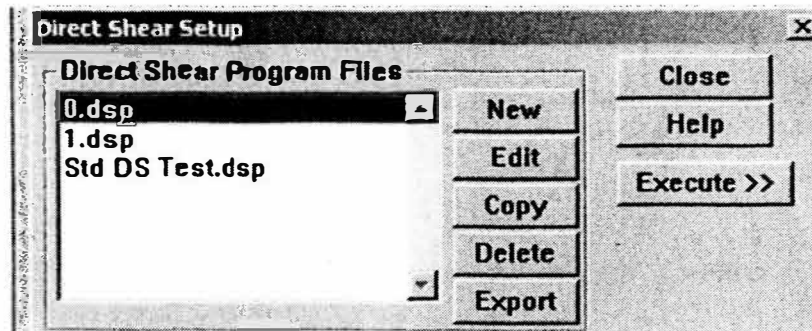 Direct Shear Setup
Direct Shear Program Files
0.dsp
1.dsp
Std DS Test.dsp
New
Edit
Copy
Delete
Export
Close
Help
Execute >>